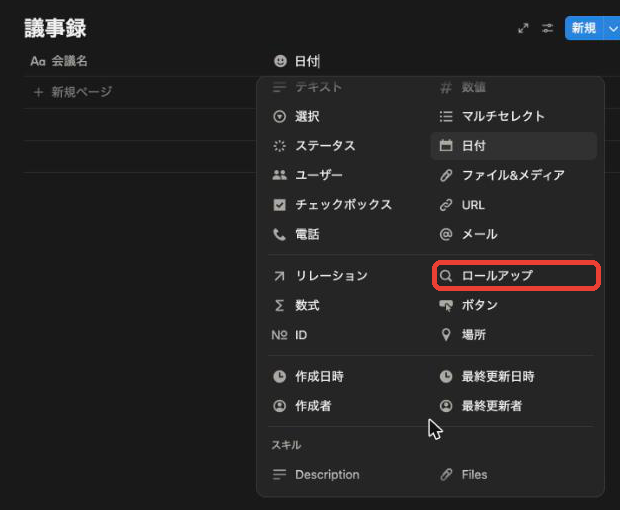 議事録
新規
Aa 会議名
日付
+ 新規ページ
テキスト
# 数値
選択
マルチセレクト
ステータス
日付
ユーザー
ファイル&メディア
チェックボックス
URL
電話
@ メール
リレーション
ロールアップ
Σ 数式
ボタン
№ ID
場所
作成日時
最終更新日時
作成者
最終更新者
スキル
Description
Files